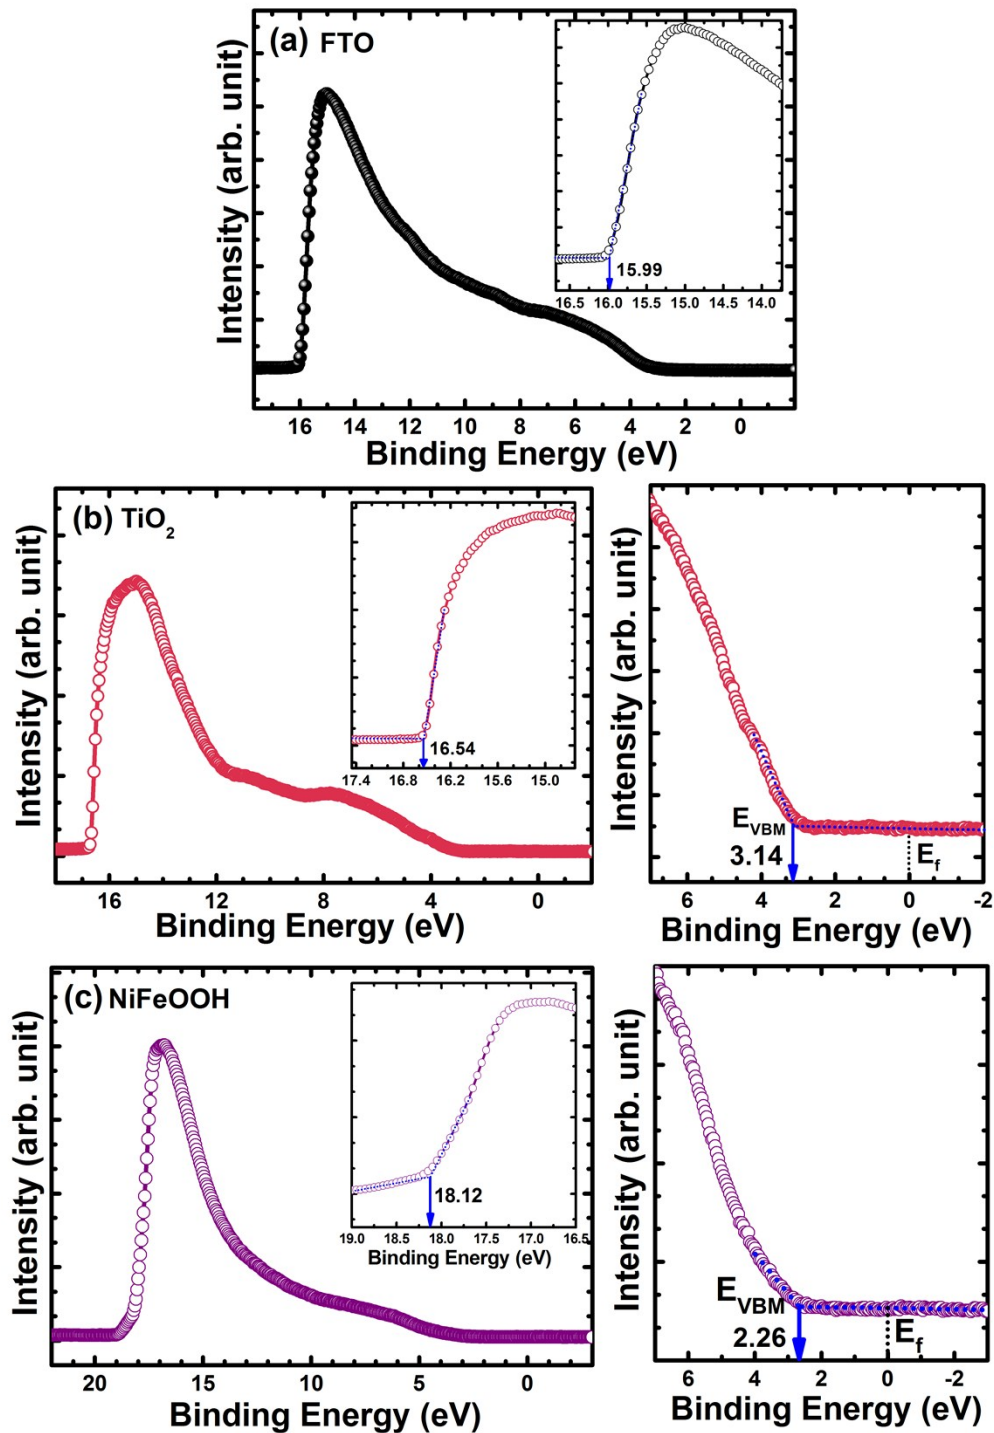 (a) FTO
Intensity (arb. unit)
15.99
16.5 16.0 15.5 15.0 14.5 14.0
16 14 12 10 8 6 4 2 0
Binding Energy (eV)
(b) TiO2
Intensity (arb. unit)
16.54
17.4 16.8 16.2 15.6 15.0
16 12 8 4 0
Binding Energy (eV)
Intensity (arb. unit)
EVBM
3.14
Ef
6 4 2 0 -2
Binding Energy (eV)
(c) NiFeOOH
Intensity (arb. unit)
18.12
19.0 18.5 18.0 17.5 17.0 16.5
Binding Energy (eV)
20 15 10 5 0
Binding Energy (eV)
Intensity (arb. unit)
EVBM
2.26
Ef
6 4 2 0 -2
Binding Energy (eV)